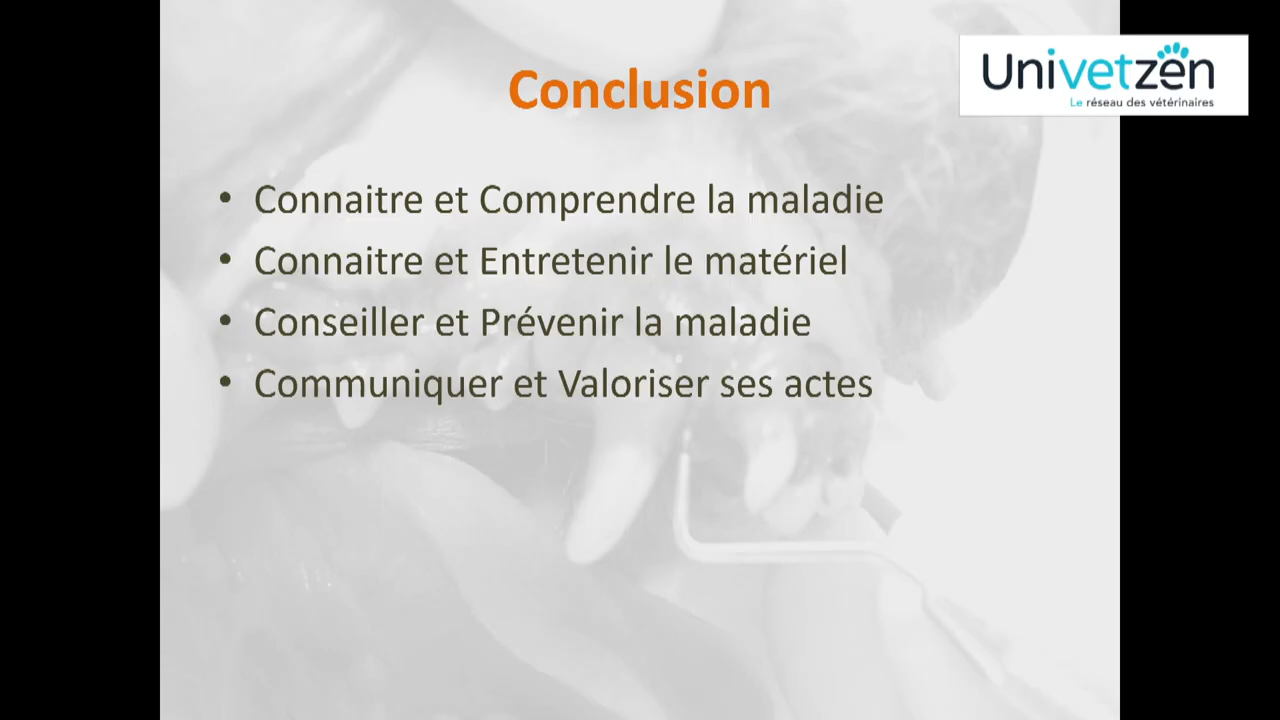 Conclusion
Univetzen
Le réseau des vétérinaires
• Connaitre et Comprendre la maladie
• Connaitre et Entretenir le matériel
• Conseiller et Prévenir la maladie
• Communiquer et Valoriser ses actes